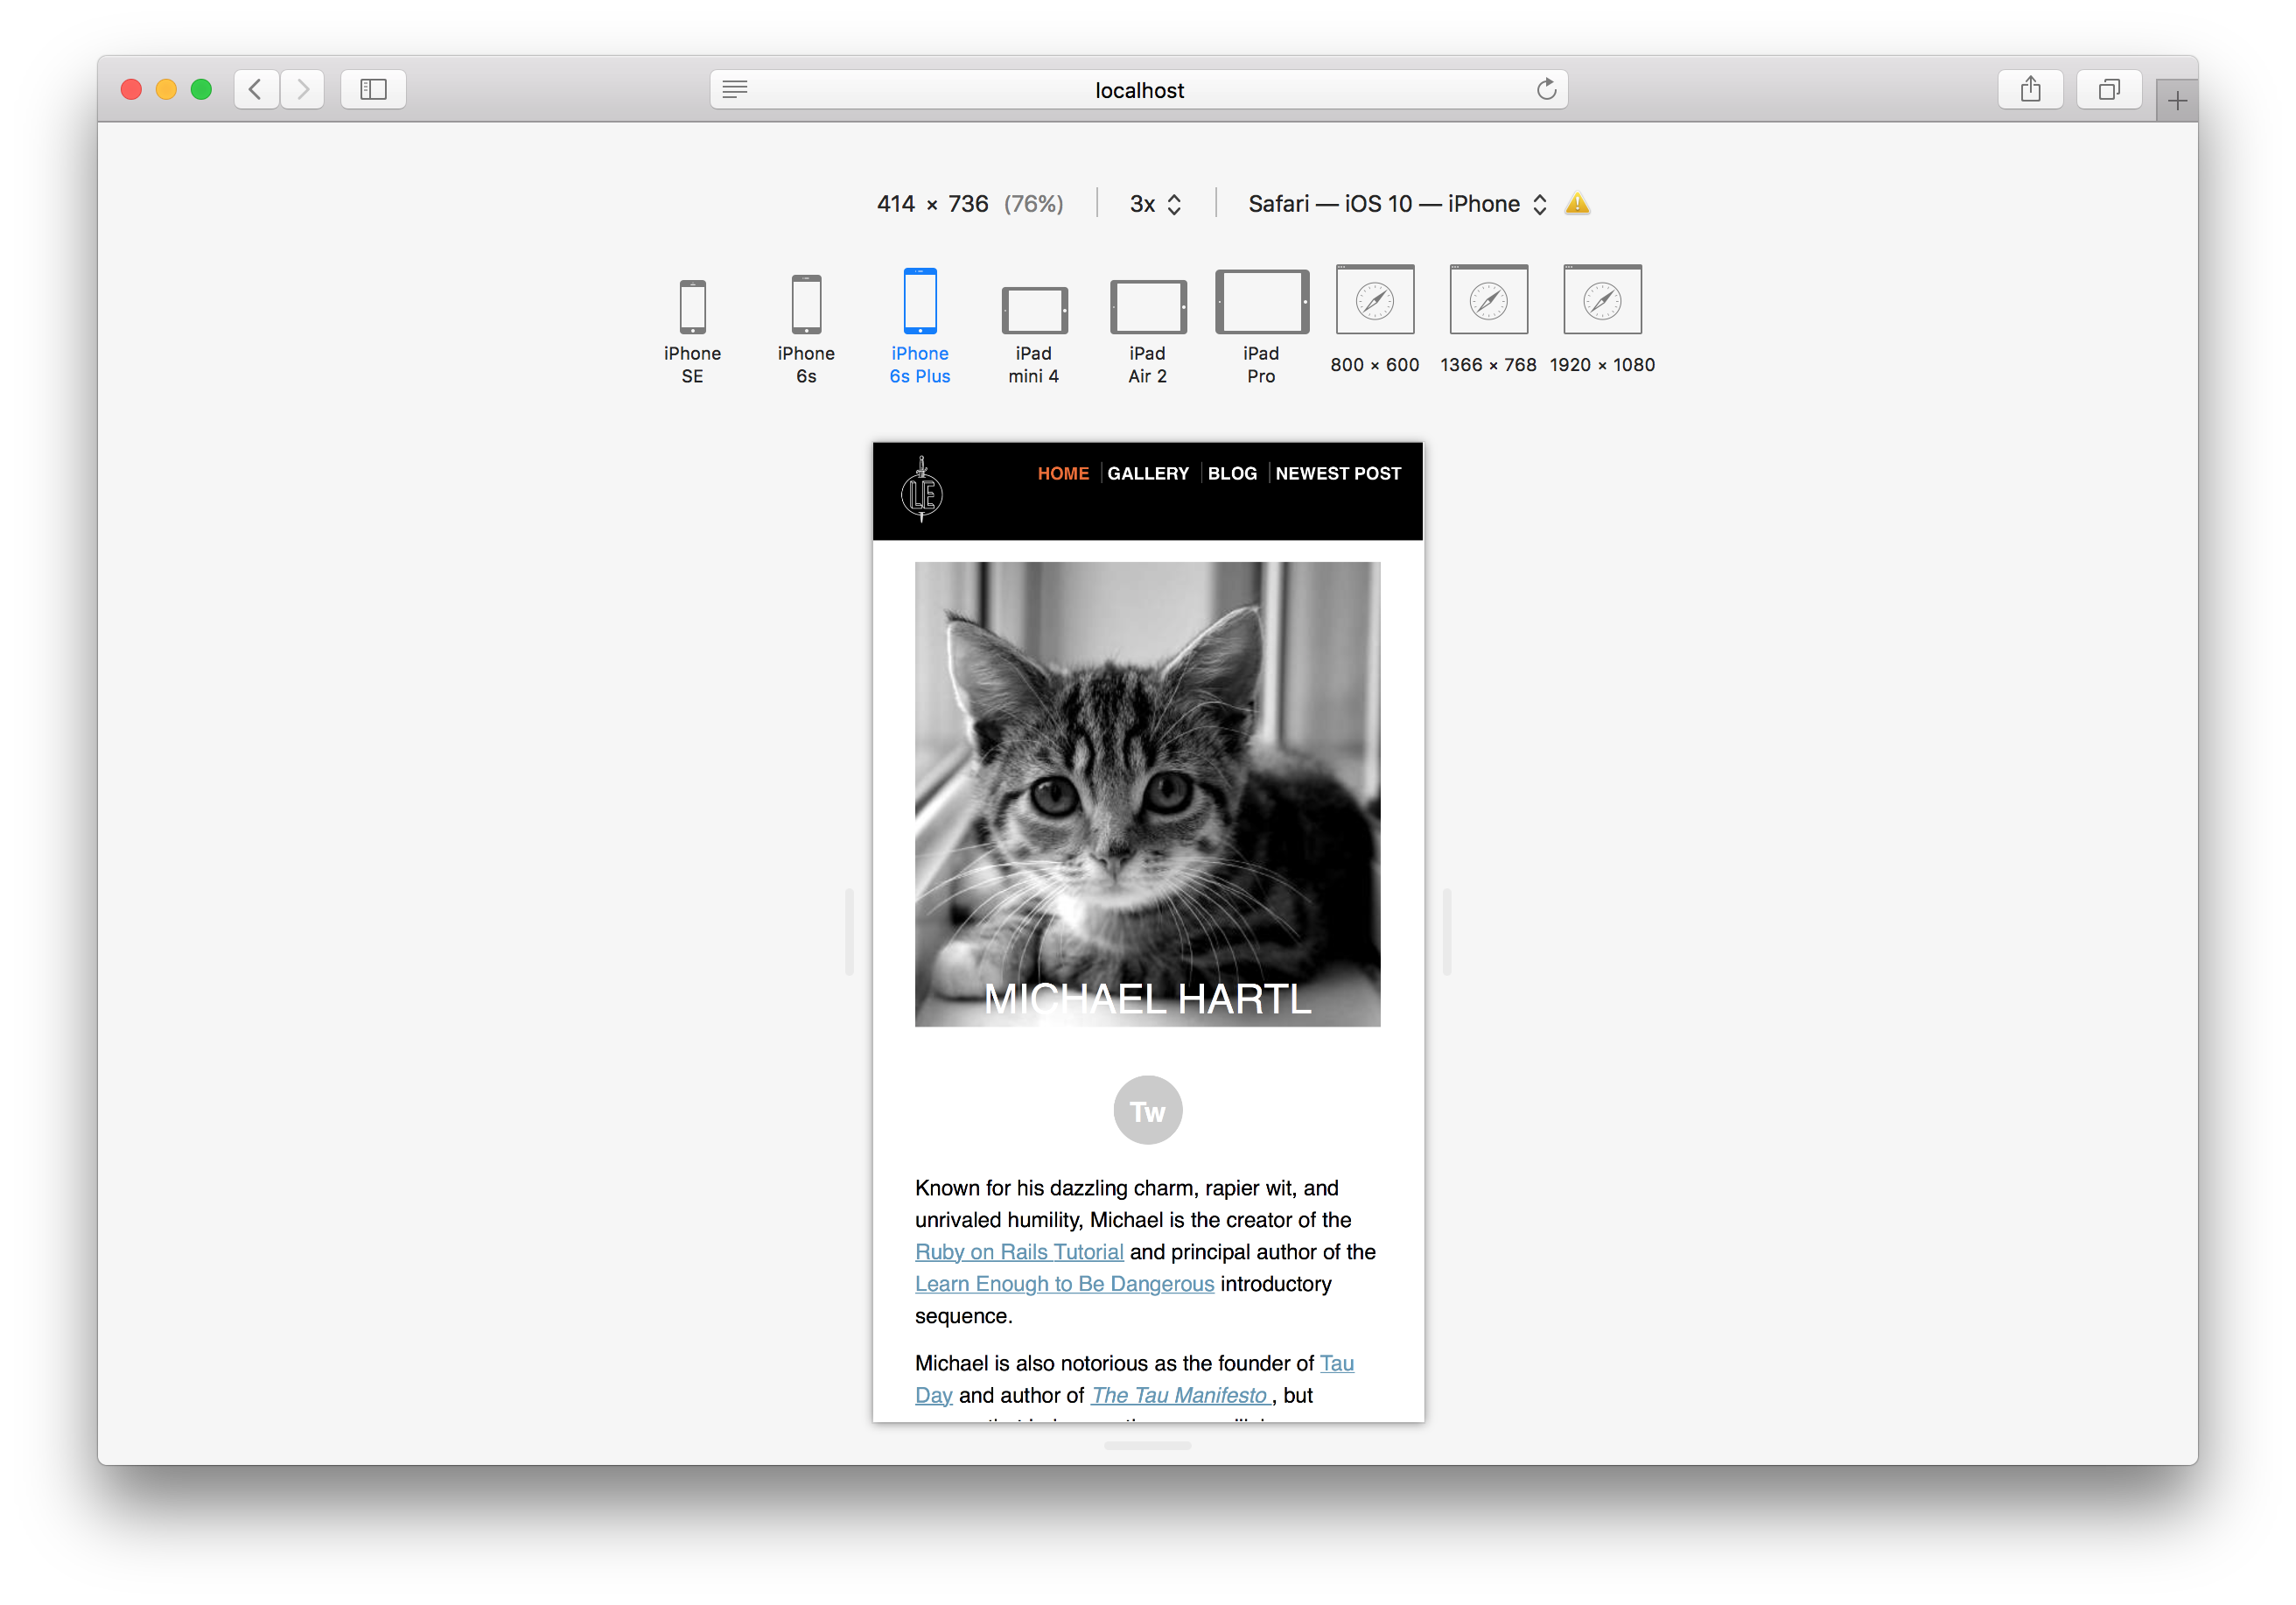 localhost
414 × 736 (76%) 3x Safari — iOS 10 — iPhone
iPhone SE
iPhone 6s
iPhone 6s Plus
iPad mini 4
iPad Air 2
iPad Pro
800 × 600
1366 × 768
1920 × 1080
LE
HOME GALLERY BLOG NEWEST POST
MICHAEL HARTL
Tw
Known for his dazzling charm, rapier wit, and
unrivaled humility, Michael is the creator of the
Ruby on Rails Tutorial and principal author of the
Learn Enough to Be Dangerous introductory
sequence.
Michael is also notorious as the founder of Tau
Day and author of The Tau Manifesto , but